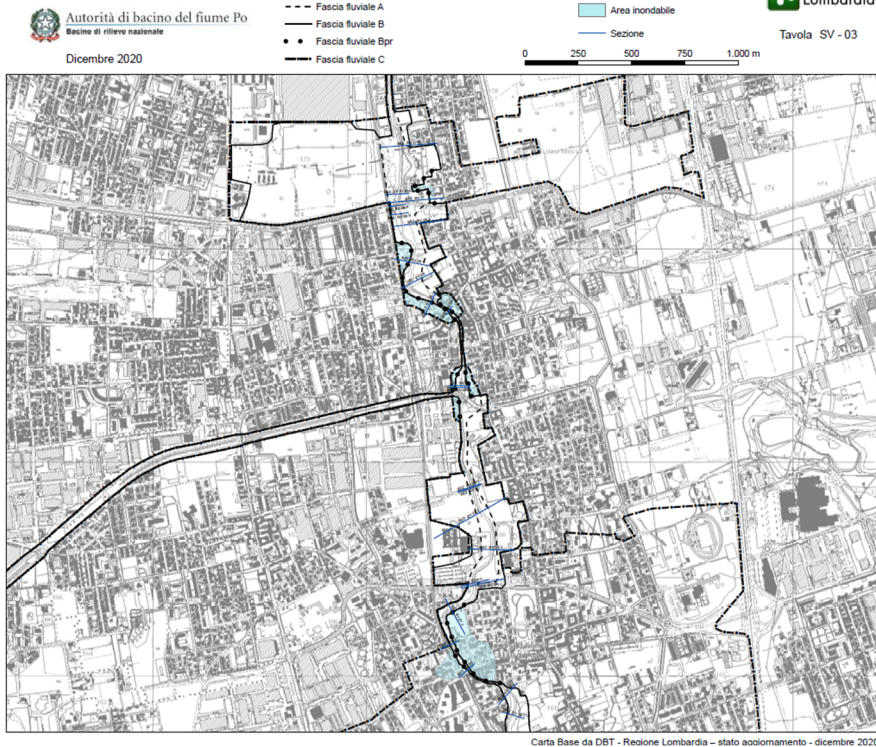 Autorità di bacino del fiume Po
Bacino di rilievo nazionale
Dicembre 2020
Fascia fluviale A
Fascia fluviale B
Fascia fluviale Bpr
Fascia fluviale C
Area inondabile
Sezione
0 250 500 750 1.000 m
Lombardia
Tavola SV - 03
Carta Base da DBT - Regione Lombardia – stato aggiornamento - dicembre 2020